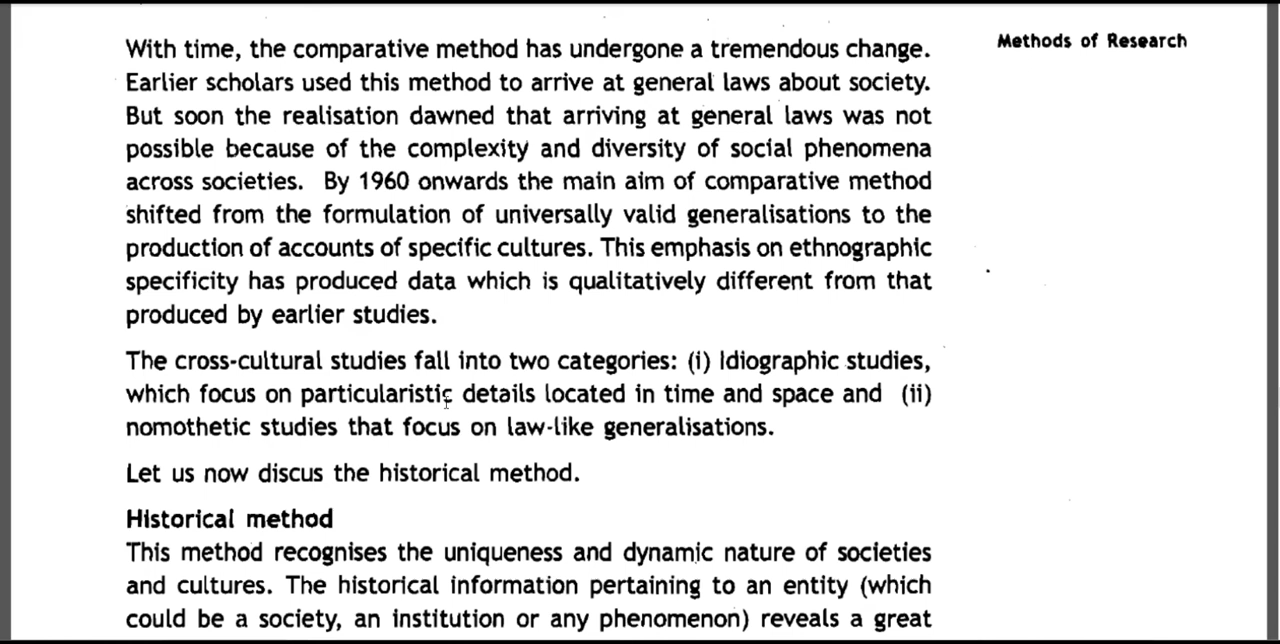 Methods of Research
With time, the comparative method has undergone a tremendous change.
Earlier scholars used this method to arrive at general laws about society.
But soon the realisation dawned that arriving at general laws was not
possible because of the complexity and diversity of social phenomena
across societies. By 1960 onwards the main aim of comparative method
shifted from the formulation of universally valid generalisations to the
production of accounts of specific cultures. This emphasis on ethnographic
specificity has produced data which is qualitatively different from that
produced by earlier studies.
The cross-cultural studies fall into two categories: (i) Idiographic studies,
which focus on particularistic details located in time and space and (ii)
nomothetic studies that focus on law-like generalisations.
Let us now discus the historical method.
Historical method
This method recognises the uniqueness and dynamic nature of societies
and cultures. The historical information pertaining to an entity (which
could be a society, an institution or any phenomenon) reveals a great